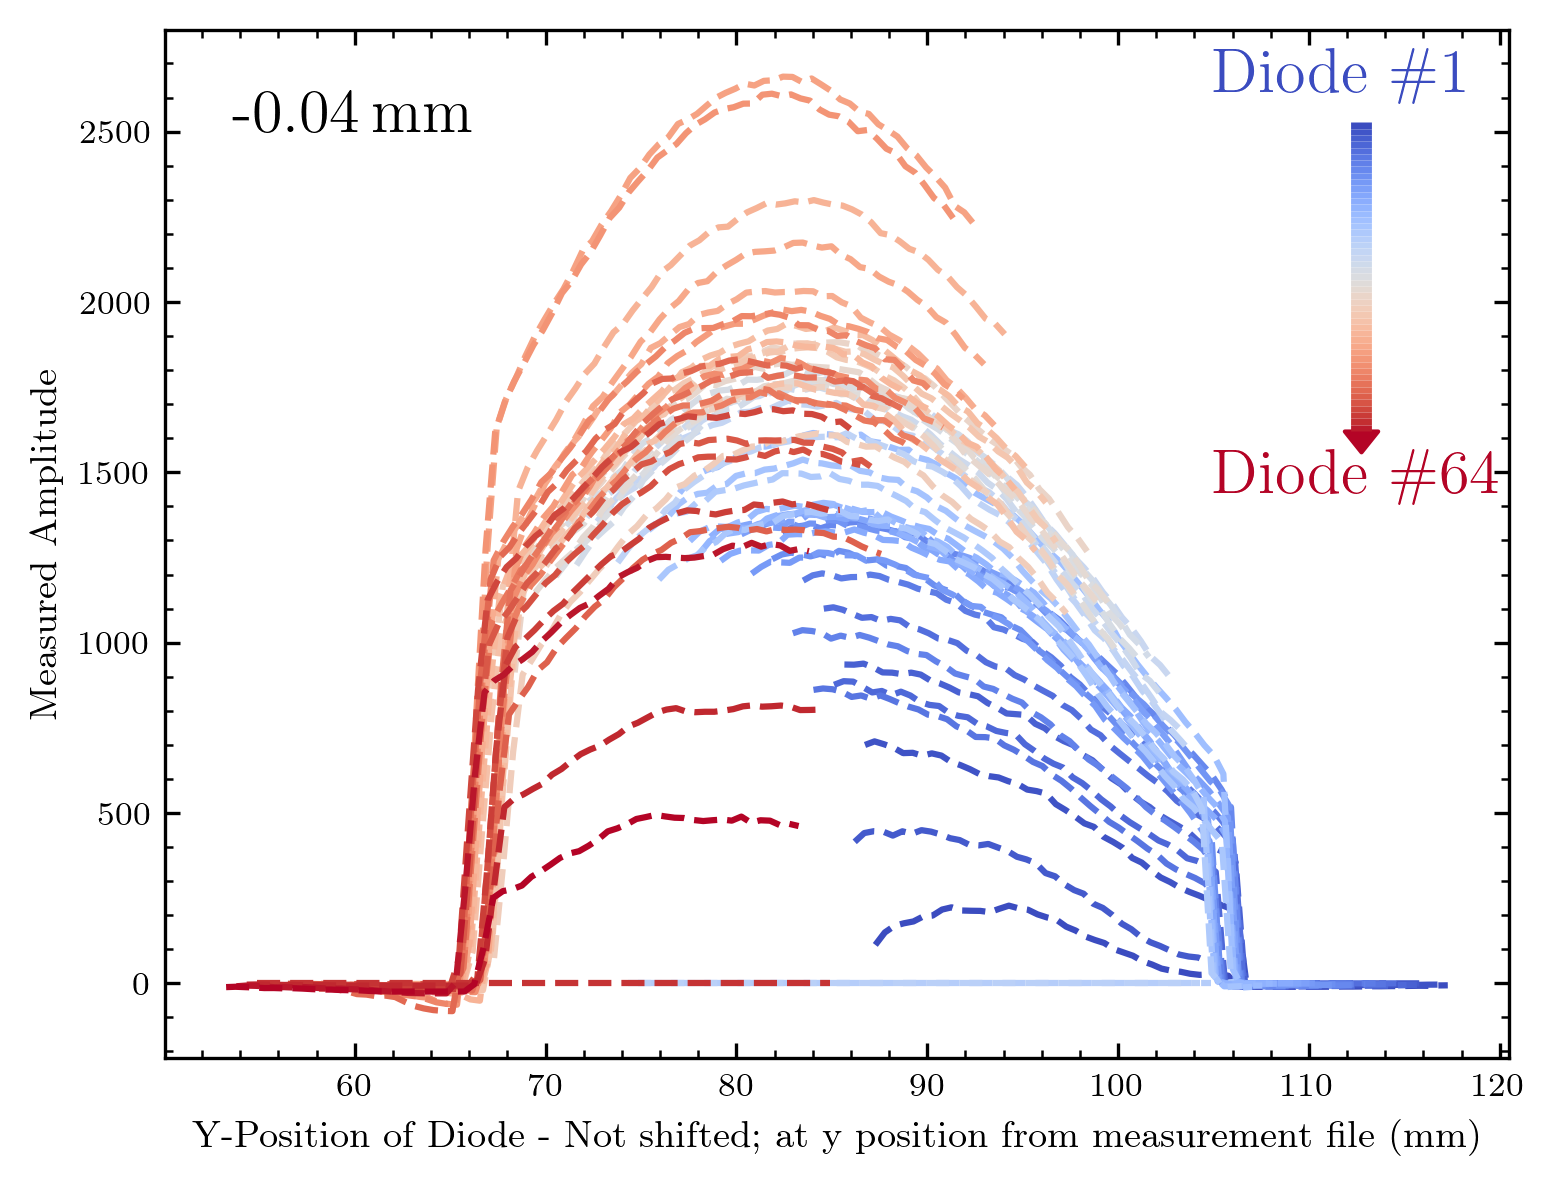 -0.04 mm
Diode #1
Diode #64
Measured Amplitude
2500
2000
1500
1000
500
0
60 70 80 90 100 110 120
Y-Position of Diode - Not shifted; at y position from measurement file (mm)